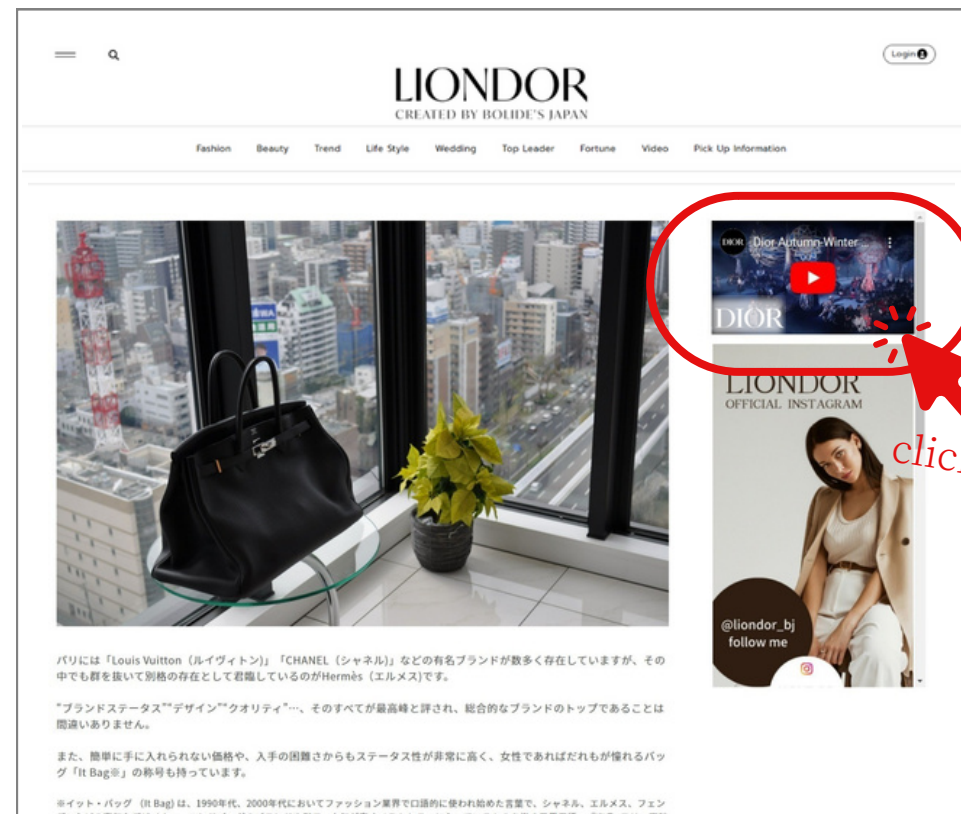 Login
LIONDOR
CREATED BY BOLIDE'S JAPAN
Fashion Beauty Trend Life Style Wedding Top Leader Fortune Video Pick Up Information
DIOR Dior Autumn-Winter
DIOR
LIONDOR
OFFICIAL INSTAGRAM
@liondor_bj
follow me
パリには「Louis Vuitton（ルイヴィトン)」「CHANEL（シャネル)」などの有名ブランドが数多く存在していますが、その
中でも群を抜いて別格の存在として君臨しているのがHermès（エルメス)です。
"ブランドステータス""デザイン""クオリティ"…、そのすべてが最高峰と評され、総合的なブランドのトップであることは
間違いありません。
また、簡単に手に入れられない価格や、入手の困難さからもステータス性が非常に高く、女性であればだれもが憧れるバッ
グ「It Bag※」の称号も持っています。
※イット・バッグ （It Bag) は、1990年代、2000年代においてファッション業界で口語的に使われ始めた言葉で、シャネル、エルメス、フェン